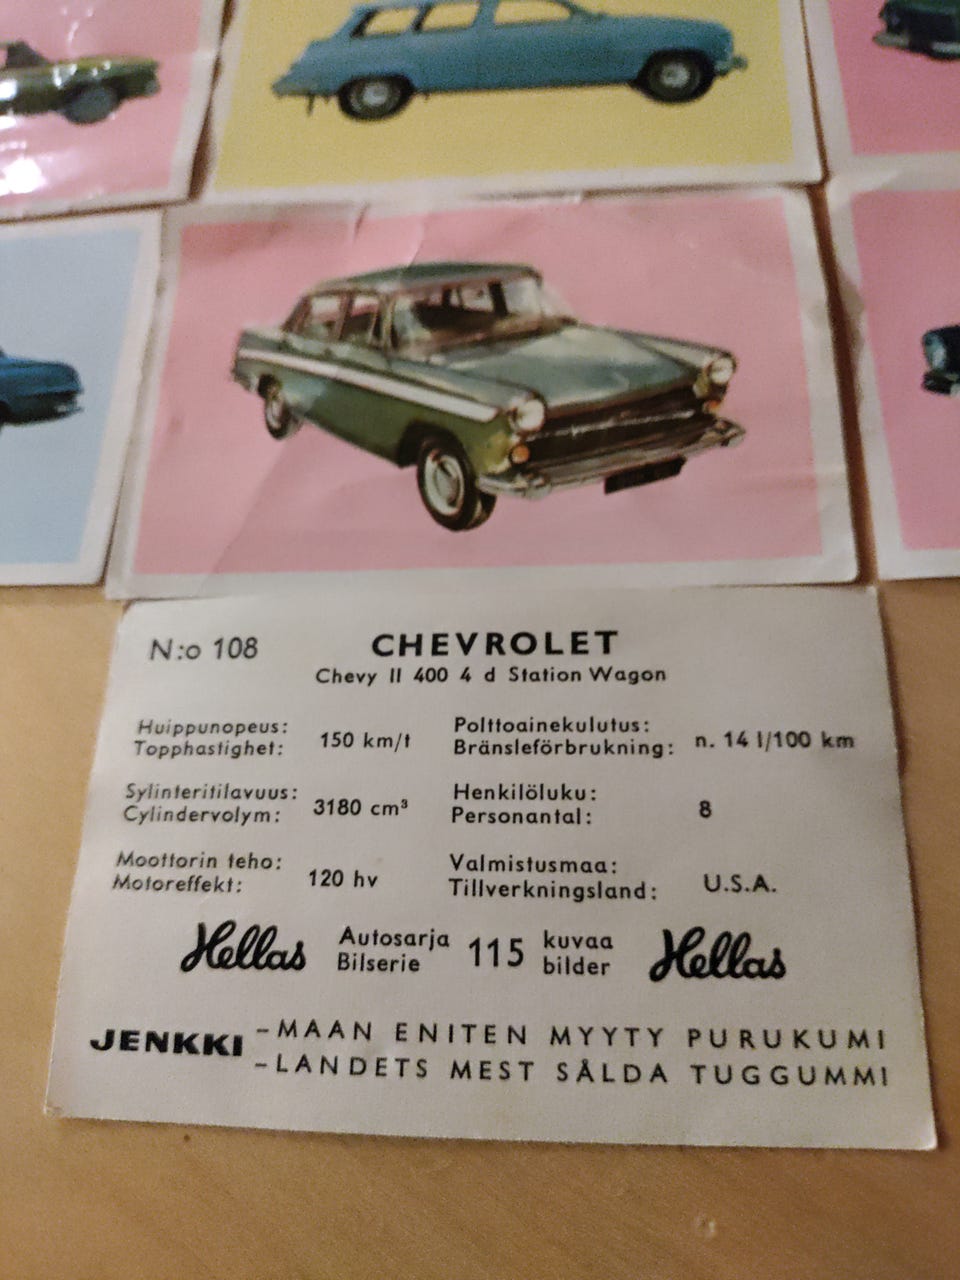 N:o 108
CHEVROLET
Chevy II 400 4 d Station Wagon
Huippunopeus:
Topphastighet:
150 km/t
Polttoainekulutus:
Bränsleförbrukning:
n. 14 l/100 km
Sylinteritilavuus:
Cylindervolym:
3180 cm³
Henkilöluku:
Personantal:
8
Moottorin teho:
Motoreffekt:
120 hv
Valmistusmaa:
Tillverkningsland:
U.S.A.
Hellas
Autosarja
Bilserie
115
kuvaa
bilder
Hellas
JENKKI
-MAAN ENITEN MYYTY PURUKUMI
-LANDETS MEST SÅLDA TUGGUMMI